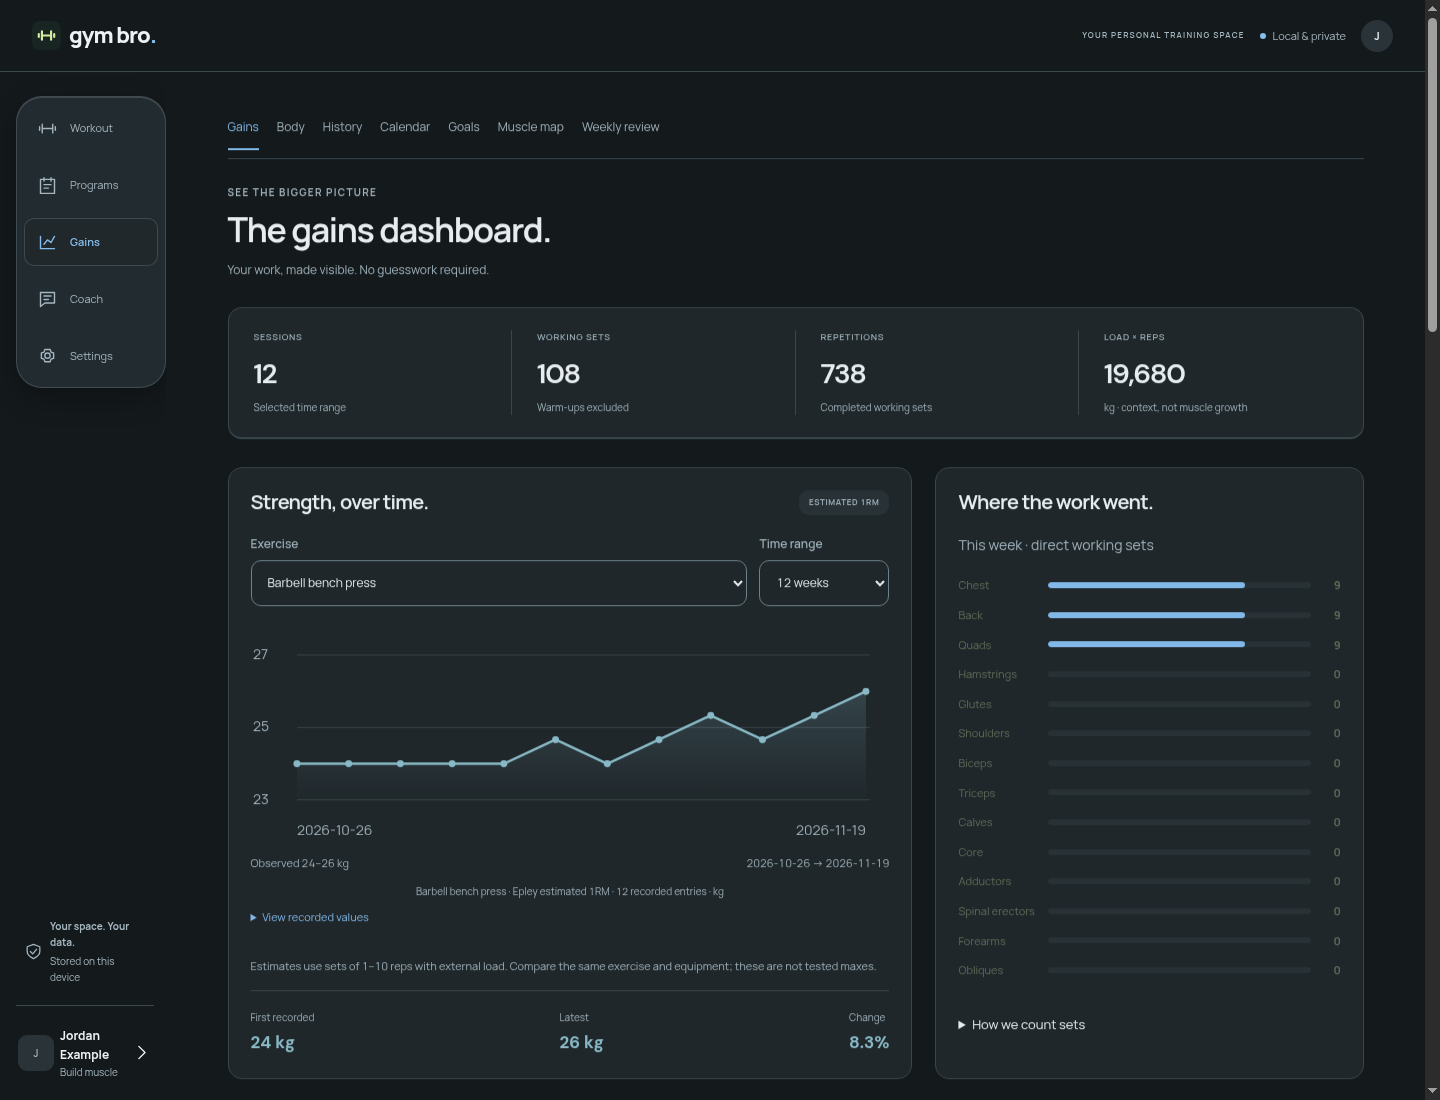 gym bro.
YOUR PERSONAL TRAINING SPACE
Local & private
J
Workout
Programs
Gains
Coach
Settings
Your space. Your
data.
Stored on this
device
J
Jordan
Example
Build muscle
Gains Body History Calendar Goals Muscle map Weekly review
SEE THE BIGGER PICTURE
The gains dashboard.
Your work, made visible. No guesswork required.
SESSIONS
12
Selected time range
WORKING SETS
108
Warm-ups excluded
REPETITIONS
738
Completed working sets
LOAD × REPS
19,680
kg · context, not muscle growth
Strength, over time.
ESTIMATED 1RM
Exercise
Barbell bench press
Time range
12 weeks
27
25
23
2026-10-26 2026-11-19
Observed 24–26 kg 2026-10-26 → 2026-11-19
Barbell bench press · Epley estimated 1RM · 12 recorded entries · kg
View recorded values
Estimates use sets of 1–10 reps with external load. Compare the same exercise and equipment; these are not tested maxes.
First recorded
24 kg
Latest
26 kg
Change
8.3%
Where the work went.
This week · direct working sets
Chest 9
Back 9
Quads 9
Hamstrings 0
Glutes 0
Shoulders 0
Biceps 0
Triceps 0
Calves 0
Core 0
Adductors 0
Spinal erectors 0
Forearms 0
Obliques 0
How we count sets